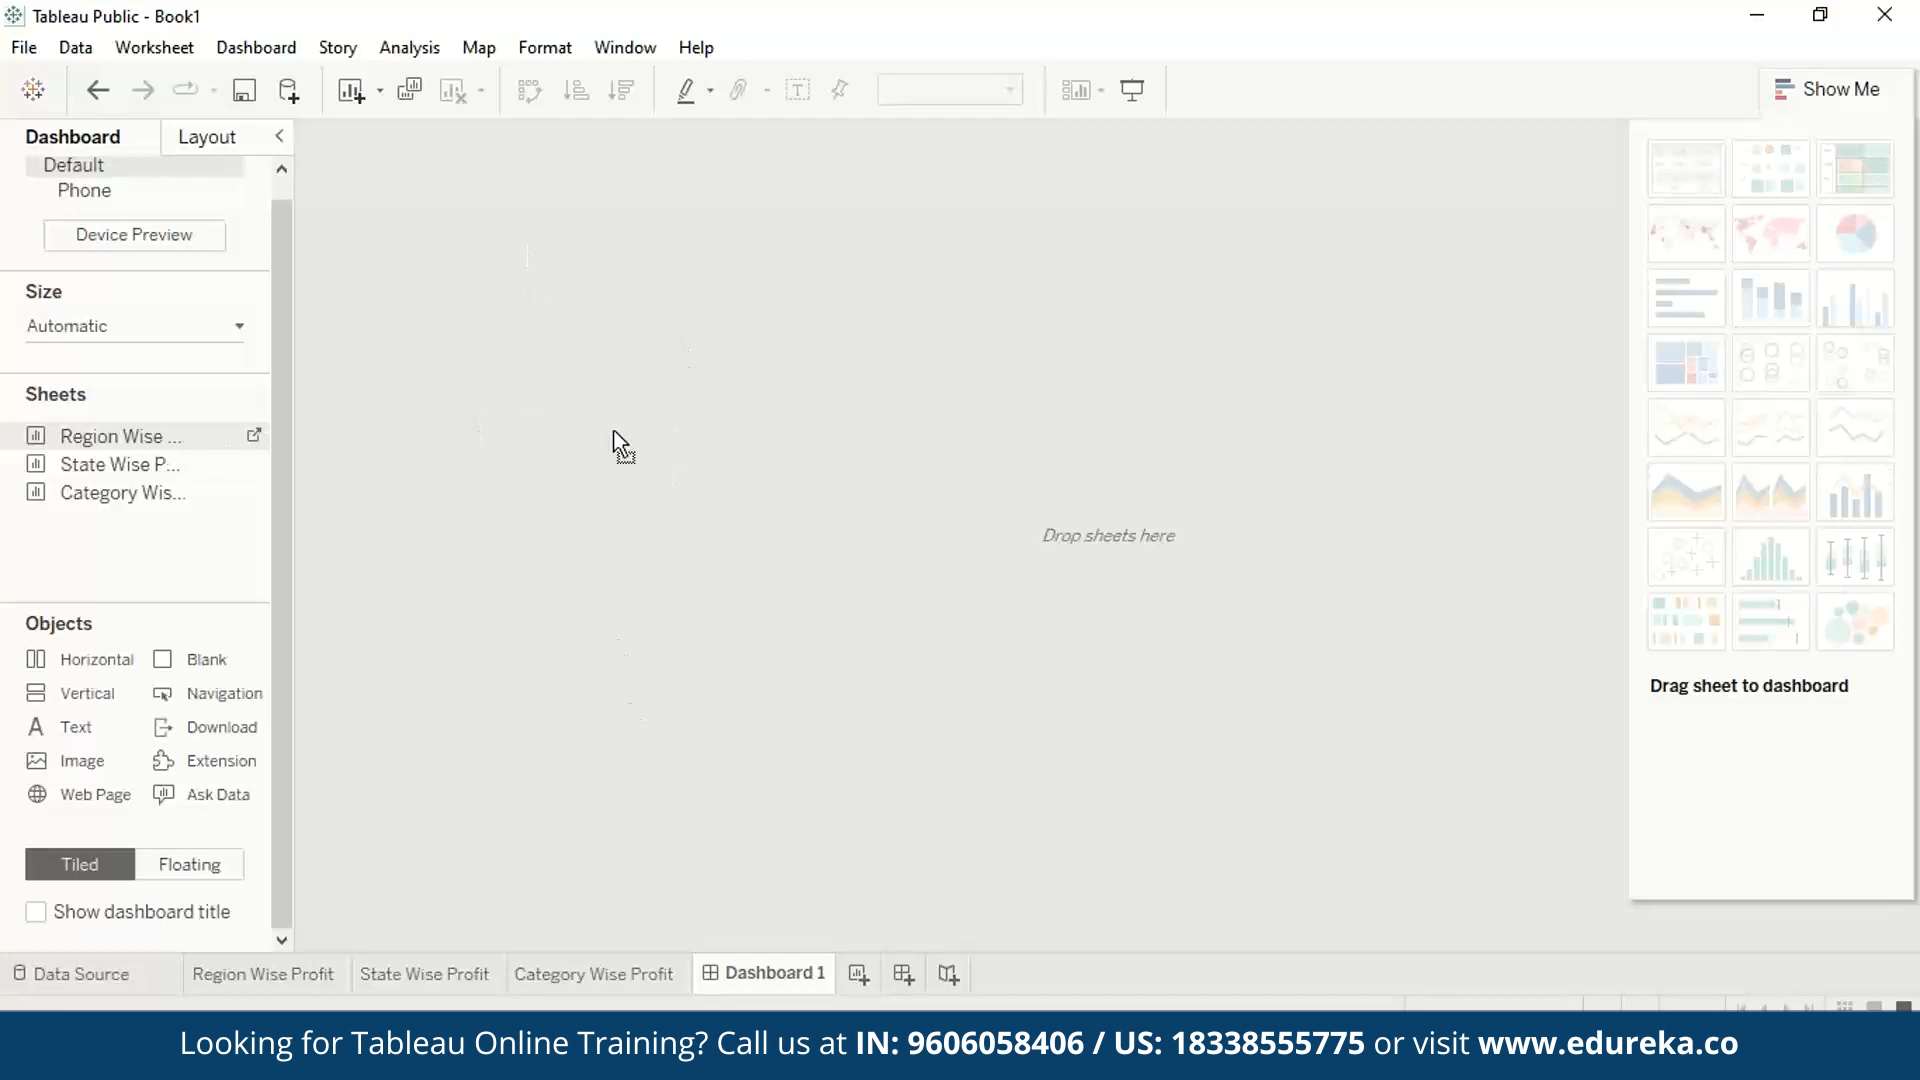 Tableau Public - Book1
File Data Worksheet Dashboard Story Analysis Map Format Window Help
Show Me
Dashboard Layout
Default
Phone
Device Preview
Size
Automatic
Sheets
Region Wise ...
State Wise P...
Category Wis...
Drop sheets here
Objects
Horizontal Blank
Vertical Navigation
Text Download
Image Extension
Web Page Ask Data
Tiled Floating
Show dashboard title
Drag sheet to dashboard
Data Source Region Wise Profit State Wise Profit Category Wise Profit Dashboard 1
Looking for Tableau Online Training? Call us at IN: 9606058406 / US: 18338555775 or visit www.edureka.co